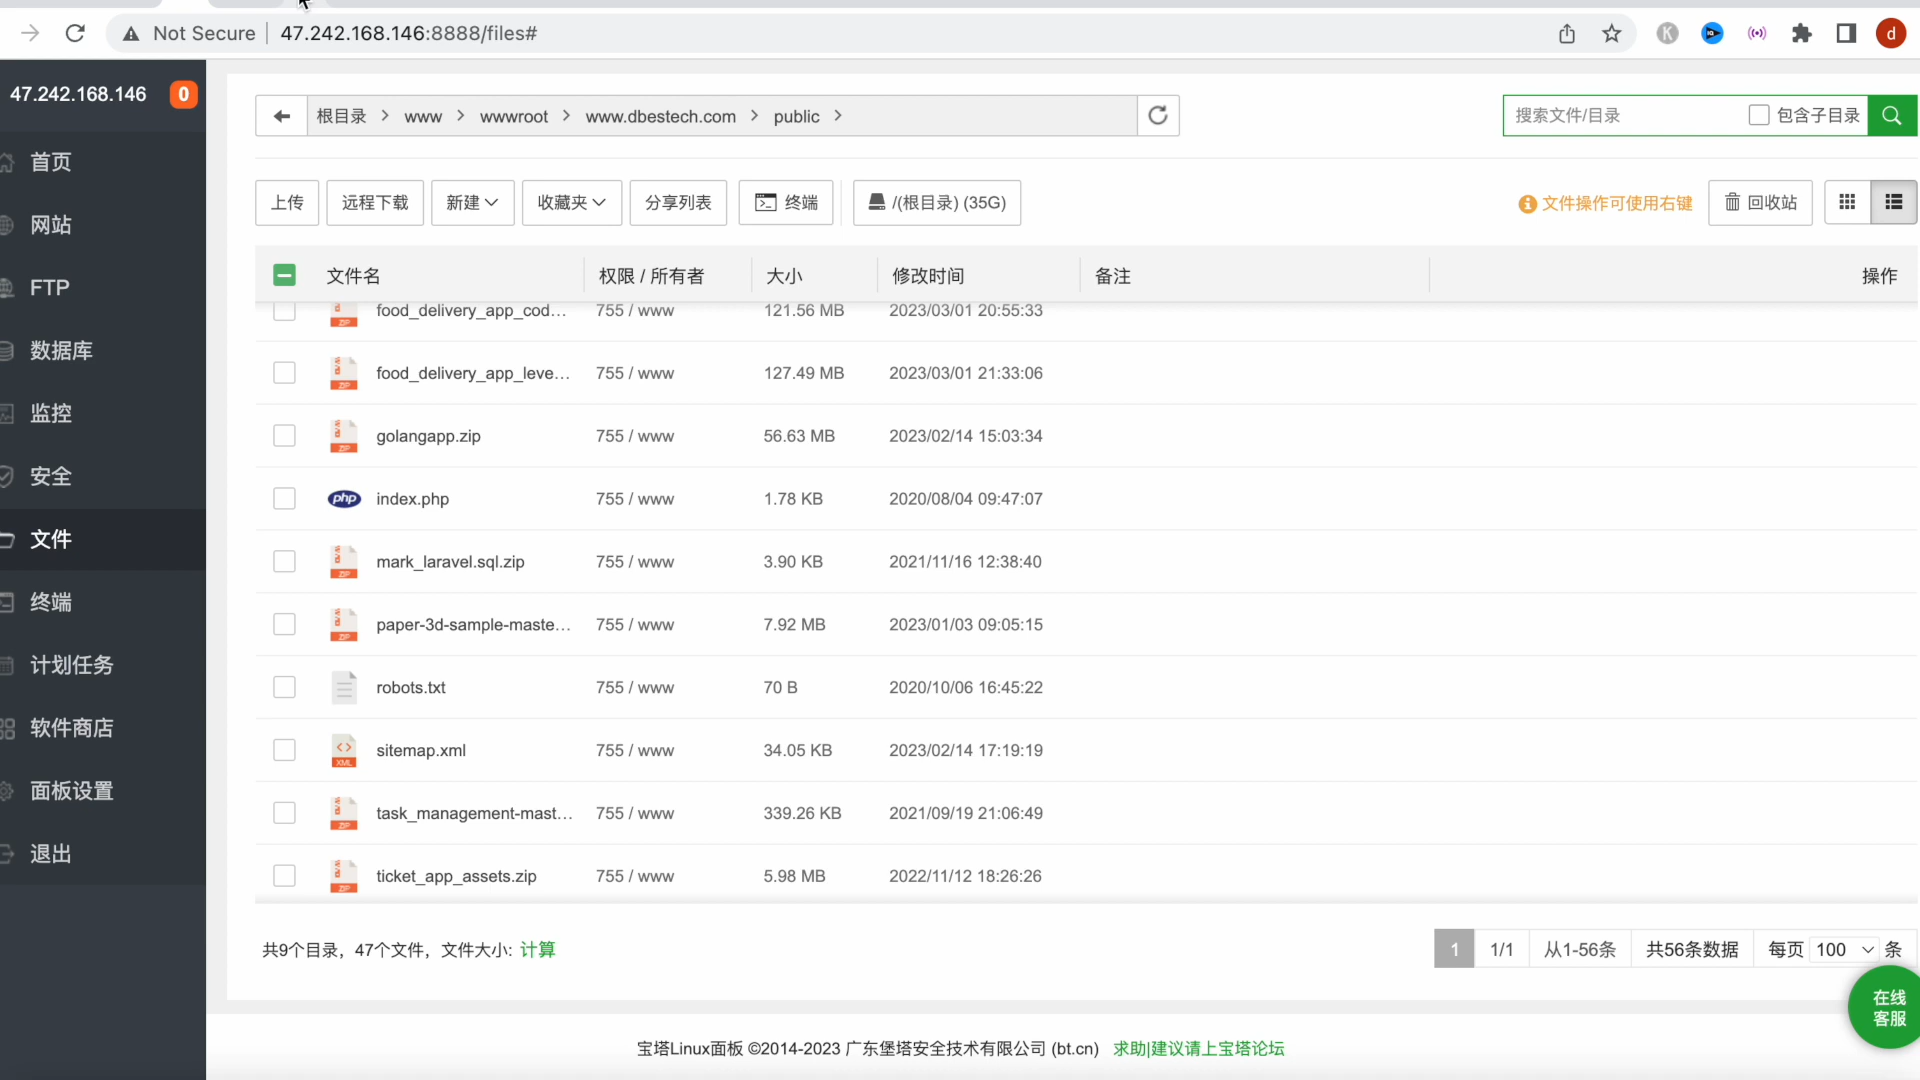 Not Secure 47.242.168.146:8888/files#
K
d
47.242.168.146 0
首页
网站
FTP
数据库
监控
安全
文件
终端
计划任务
软件商店
面板设置
退出
根目录 www wwwroot www.dbestech.com public
搜索文件/目录 包含子目录
上传 远程下载 新建 收藏夹 分享列表 终端 /(根目录) (35G) 文件操作可使用右键 回收站
文件名 权限 / 所有者 大小 修改时间 备注 操作
ZIP food_delivery_app_cod... 755 / www 121.56 MB 2023/03/01 20:55:33
ZIP food_delivery_app_leve... 755 / www 127.49 MB 2023/03/01 21:33:06
ZIP golangapp.zip 755 / www 56.63 MB 2023/02/14 15:03:34
php index.php 755 / www 1.78 KB 2020/08/04 09:47:07
ZIP mark_laravel.sql.zip 755 / www 3.90 KB 2021/11/16 12:38:40
ZIP paper-3d-sample-maste... 755 / www 7.92 MB 2023/01/03 09:05:15
robots.txt 755 / www 70 B 2020/10/06 16:45:22
XML sitemap.xml 755 / www 34.05 KB 2023/02/14 17:19:19
ZIP task_management-mast... 755 / www 339.26 KB 2021/09/19 21:06:49
ZIP ticket_app_assets.zip 755 / www 5.98 MB 2022/11/12 18:26:26
共9个目录，47个文件，文件大小: 计算
1 1/1 从1-56条 共56条数据 每页 100 条
在线
客服
宝塔Linux面板 ©2014-2023 广东堡塔安全技术有限公司 (bt.cn) 求助|建议请上宝塔论坛